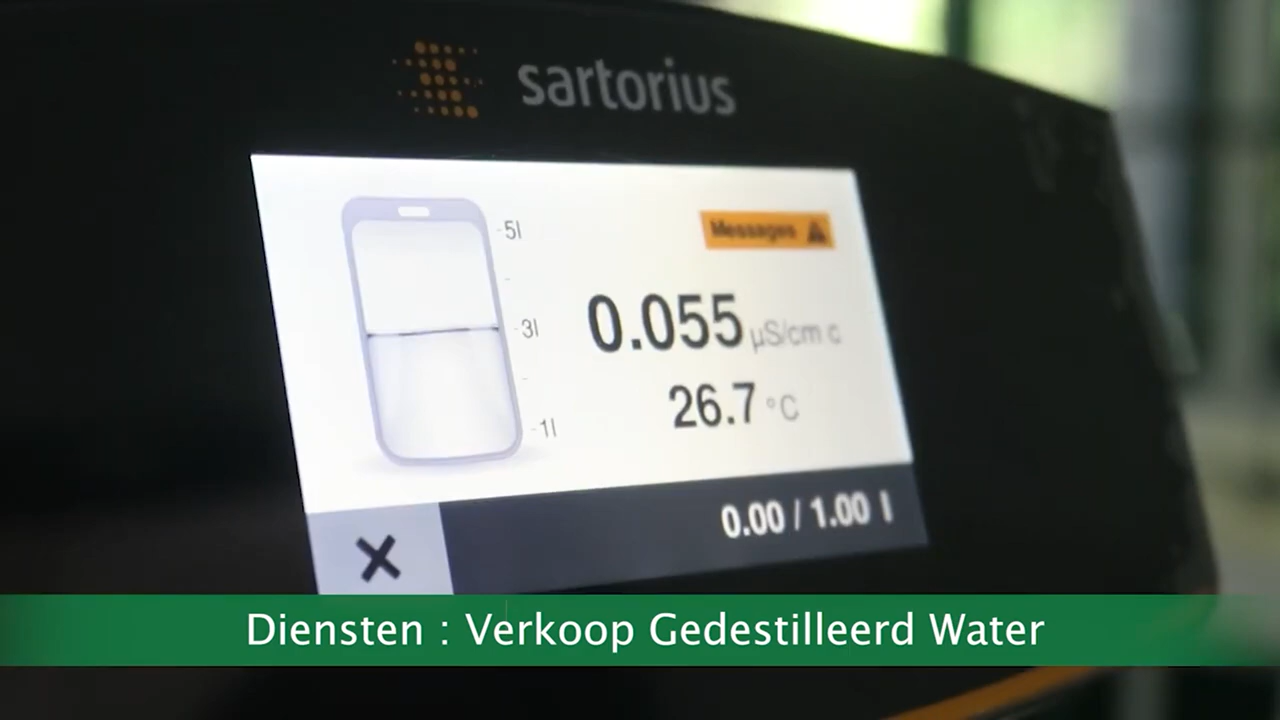 sartorius
5l
Messages
3l
0.055 µS/cm c
26.7 °C
1l
0.00 / 1.00 l
Diensten : Verkoop Gedestilleerd Water